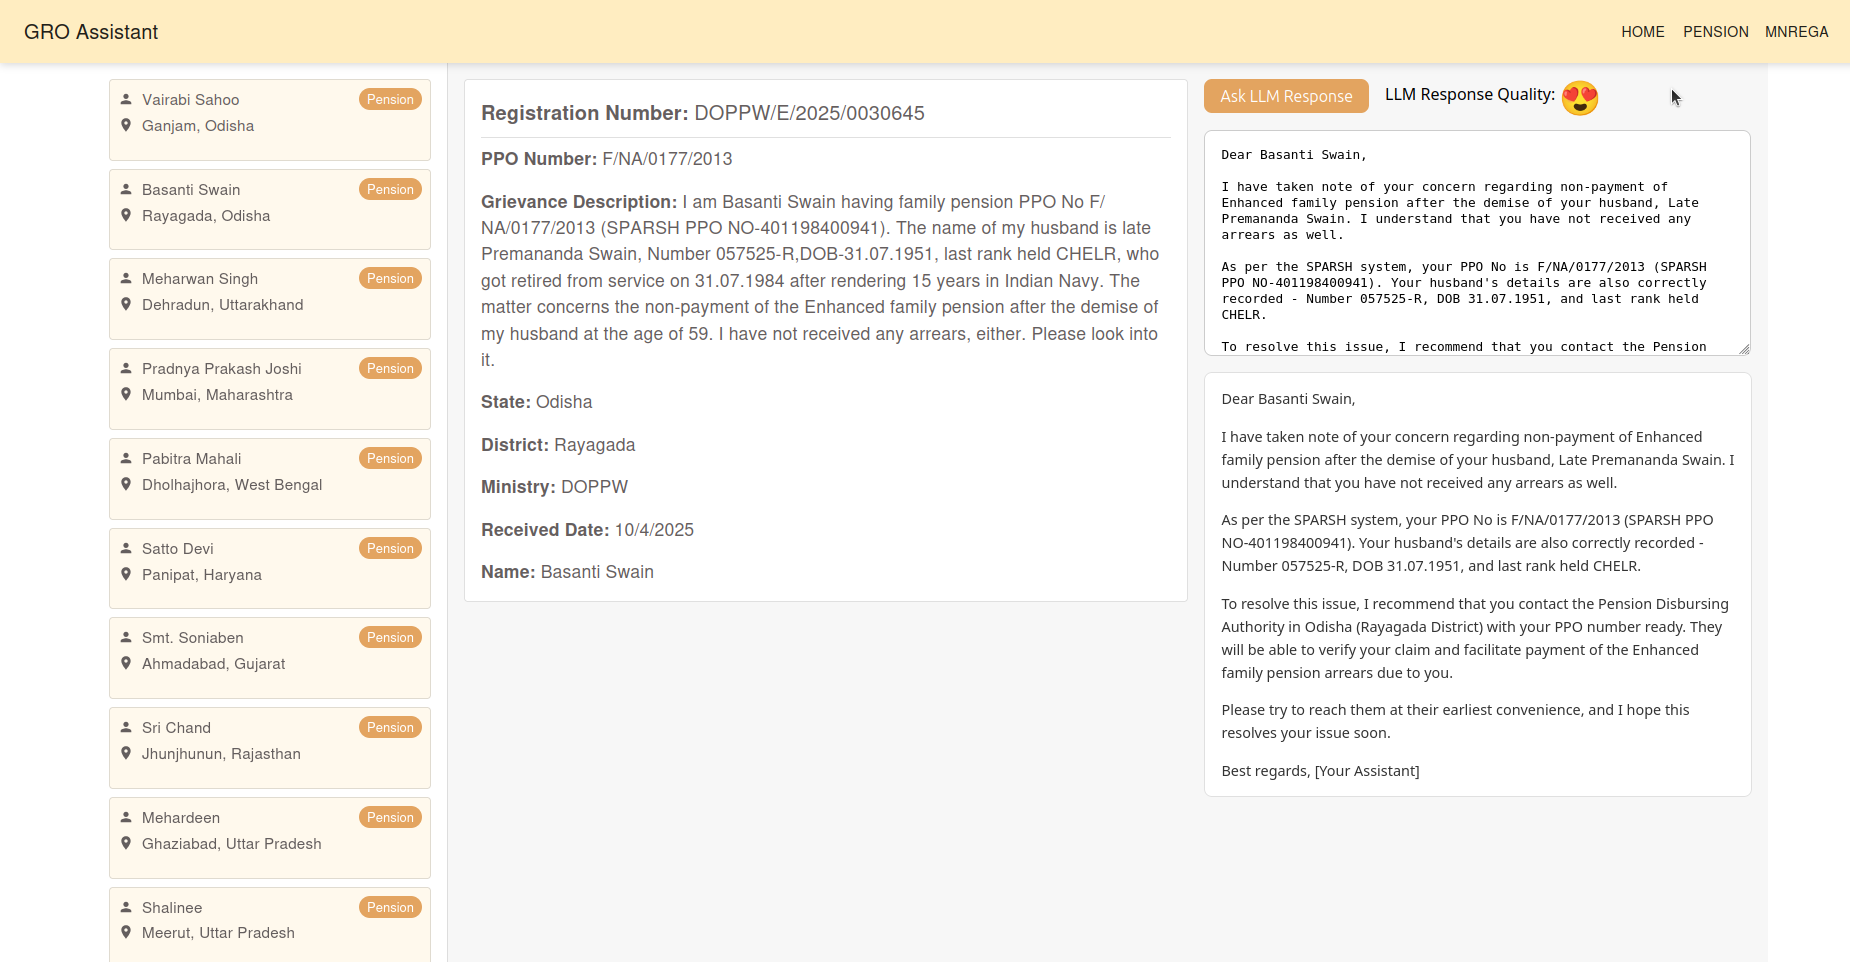 GRO Assistant
HOME PENSION MNREGA
Vairabi Sahoo Pension
Ganjam, Odisha
Basanti Swain Pension
Rayagada, Odisha
Meharwan Singh Pension
Dehradun, Uttarakhand
Pradnya Prakash Joshi Pension
Mumbai, Maharashtra
Pabitra Mahali Pension
Dholhajhora, West Bengal
Satto Devi Pension
Panipat, Haryana
Smt. Soniaben Pension
Ahmadabad, Gujarat
Sri Chand Pension
Jhunjhunun, Rajasthan
Mehardeen Pension
Ghaziabad, Uttar Pradesh
Shalinee Pension
Meerut, Uttar Pradesh
Registration Number: DOPPW/E/2025/0030645
PPO Number: F/NA/0177/2013
Grievance Description: I am Basanti Swain having family pension PPO No F/
NA/0177/2013 (SPARSH PPO NO-401198400941). The name of my husband is late
Premananda Swain, Number 057525-R,DOB-31.07.1951, last rank held CHELR, who
got retired from service on 31.07.1984 after rendering 15 years in Indian Navy. The
matter concerns the non-payment of the Enhanced family pension after the demise of
my husband at the age of 59. I have not received any arrears, either. Please look into
it.
State: Odisha
District: Rayagada
Ministry: DOPPW
Received Date: 10/4/2025
Name: Basanti Swain
Ask LLM Response LLM Response Quality:
Dear Basanti Swain,
I have taken note of your concern regarding non-payment of
Enhanced family pension after the demise of your husband, Late
Premananda Swain. I understand that you have not received any
arrears as well.
As per the SPARSH system, your PPO No is F/NA/0177/2013 (SPARSH
PPO NO-401198400941). Your husband's details are also correctly
recorded - Number 057525-R, DOB 31.07.1951, and last rank held
CHELR.
To resolve this issue, I recommend that you contact the Pension
Dear Basanti Swain,
I have taken note of your concern regarding non-payment of Enhanced
family pension after the demise of your husband, Late Premananda Swain. I
understand that you have not received any arrears as well.
As per the SPARSH system, your PPO No is F/NA/0177/2013 (SPARSH PPO
NO-401198400941). Your husband's details are also correctly recorded -
Number 057525-R, DOB 31.07.1951, and last rank held CHELR.
To resolve this issue, I recommend that you contact the Pension Disbursing
Authority in Odisha (Rayagada District) with your PPO number ready. They
will be able to verify your claim and facilitate payment of the Enhanced
family pension arrears due to you.
Please try to reach them at their earliest convenience, and I hope this
resolves your issue soon.
Best regards, [Your Assistant]